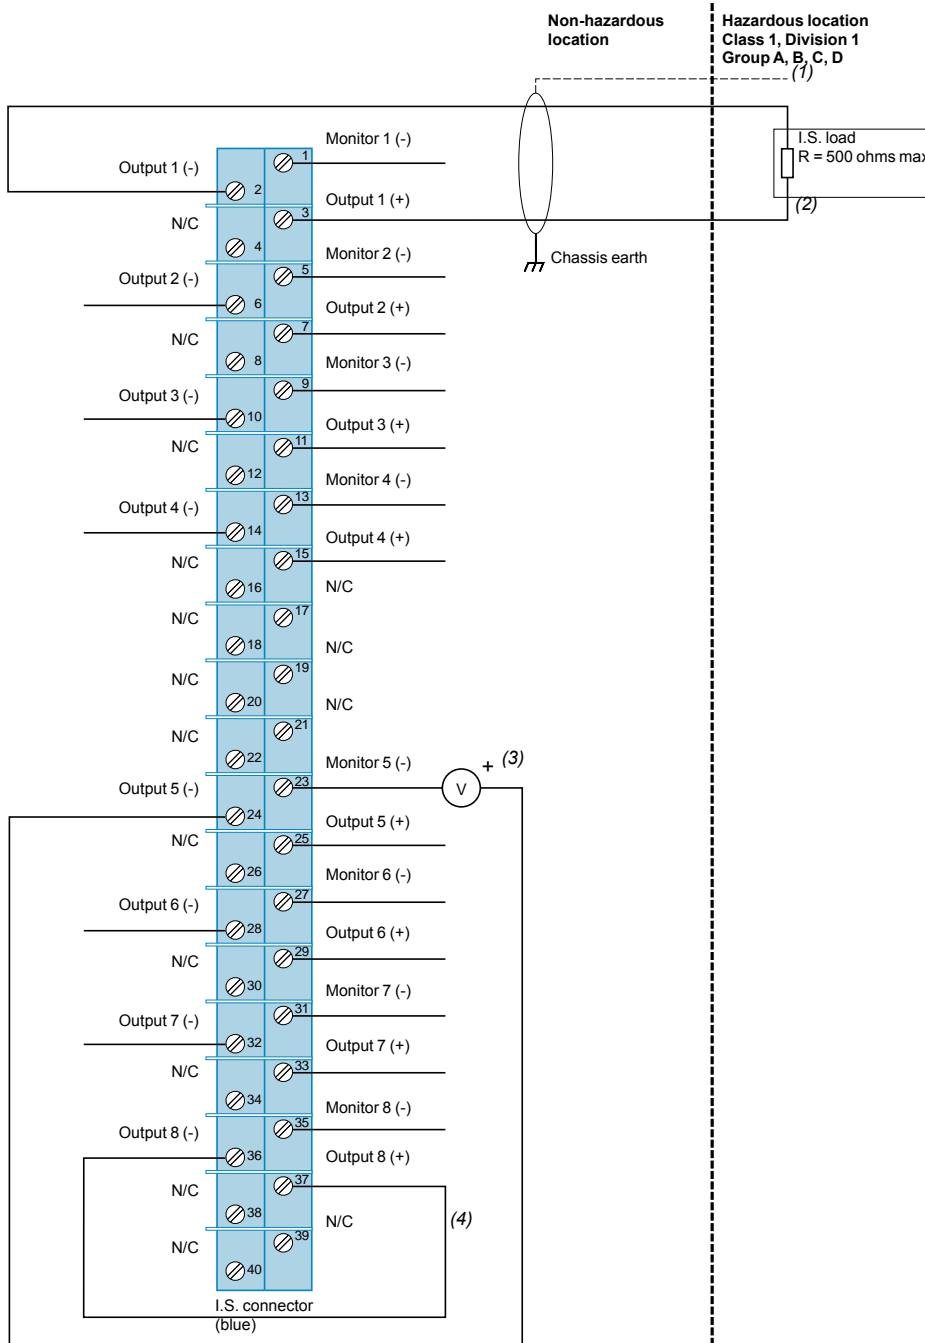 Non-hazardous
location
Hazardous location
Class 1, Division 1
Group A, B, C, D
(1)
Monitor 1 (-)
I.S. load
R = 500 ohms max
1
Output 1 (-)
2
Output 1 (+)
(2)
3
N/C
4
Monitor 2 (-)
Chassis earth
5
Output 2 (-)
6
Output 2 (+)
7
N/C
8
Monitor 3 (-)
9
Output 3 (-)
10
Output 3 (+)
11
N/C
12
Monitor 4 (-)
13
Output 4 (-)
14
Output 4 (+)
15
N/C
16
N/C
17
N/C
18
N/C
19
N/C
20
N/C
21
N/C
22
Monitor 5 (-)
+ (3)
23
V
Output 5 (-)
24
Output 5 (+)
25
N/C
26
Monitor 6 (-)
27
Output 6 (-)
28
Output 6 (+)
29
N/C
30
Monitor 7 (-)
31
Output 7 (-)
32
Output 7 (+)
33
N/C
34
Monitor 8 (-)
35
Output 8 (-)
36
Output 8 (+)
37
N/C
38
N/C
(4)
39
N/C
40
I.S. connector
(blue)